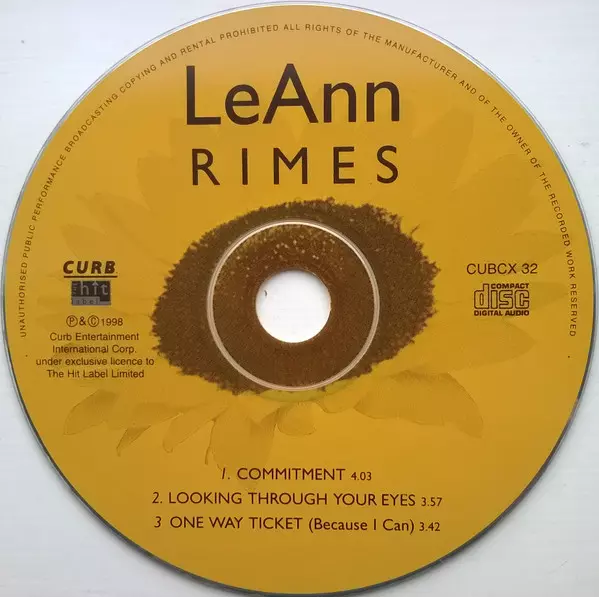 UNAUTHORISED PUBLIC PERFORMANCE BROADCASTING COPYING AND RENTAL PROHIBITED ALL RIGHTS OF THE MANUFACTURER AND OF THE OWNER OF THE RECORDED WORK RESERVED
LeAnn
RIMES
CURB
the hit
label
CUBCX 32
COMPACT
disc
DIGITAL AUDIO
℗&©1998
Curb Entertainment
International Corp.
under exclusive licence to
The Hit Label Limited
1. COMMITMENT 4.03
2. LOOKING THROUGH YOUR EYES 3.57
3 ONE WAY TICKET (Because I Can) 3.42